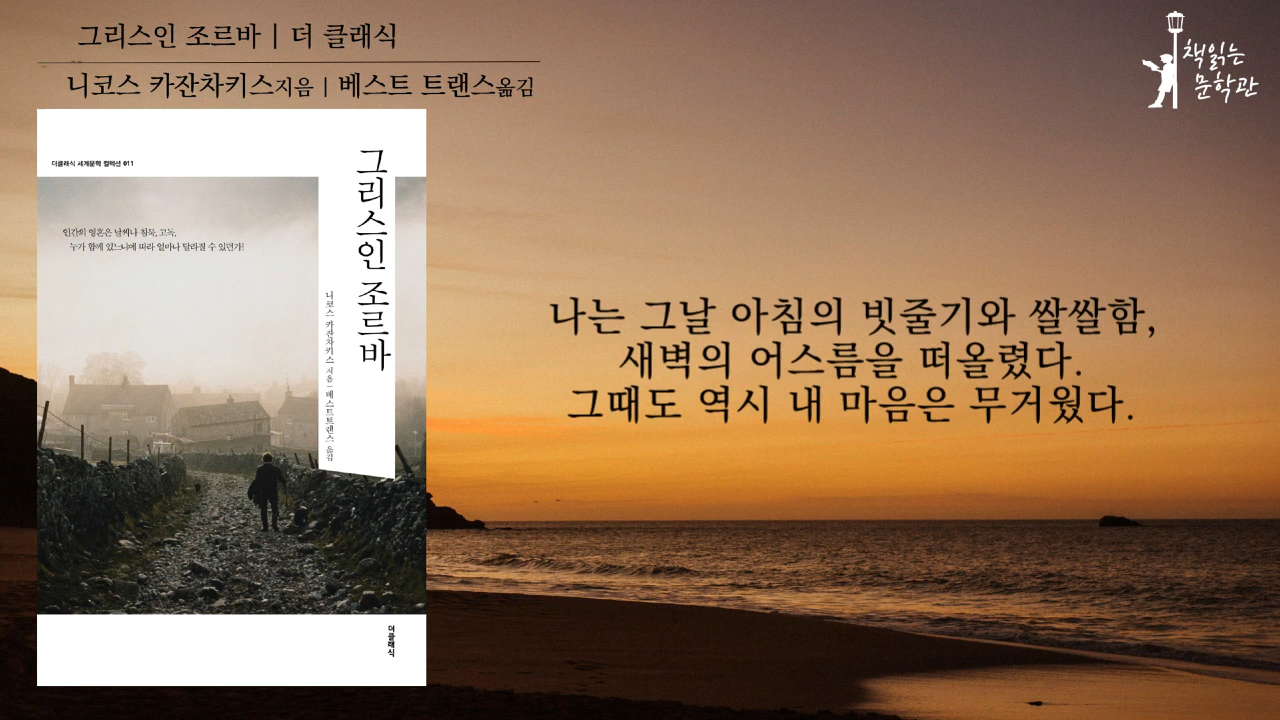 그리스인 조르바 | 더 클래식
니코스 카잔차키스지음 | 베스트 트랜스옮김
책읽는
문학관
더클래식 세계문학 컬렉션 011
그리스인 조르바
인간의 영혼은 날씨나 침묵, 고독,
누가 함께 있느냐에 따라 얼마나 달라질 수 있던가!
니코스 카잔차키스 지음 | 베스트트랜스 옮김
더클래식
나는 그날 아침의 빗줄기와 쌀쌀함,
새벽의 어스름을 떠올렸다.
그때도 역시 내 마음은 무거웠다.